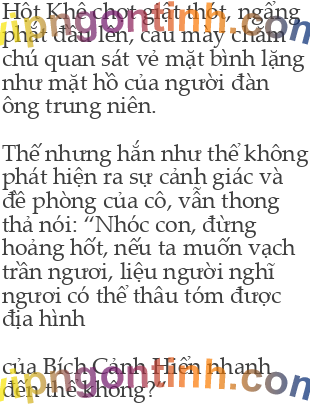 Hột Khê chợt giật thót, ngẩng
phắt đầu lên, cau mày chăm
chú quan sát vẻ mặt bình lặng
như mặt hồ của người đàn
ông trung niên.
Thế nhưng hắn như thể không
phát hiện ra sự cảnh giác và
đề phòng của cô, vẫn thong
thả nói: “Nhóc con, đừng
hoảng hốt, nếu ta muốn vạch
trần ngươi, liệu người nghĩ
ngươi có thể thâu tóm được
địa hình
của Bích Cảnh Hiển nhanh
đến thế không?”
vipngontinh.com
vipngontinh.com